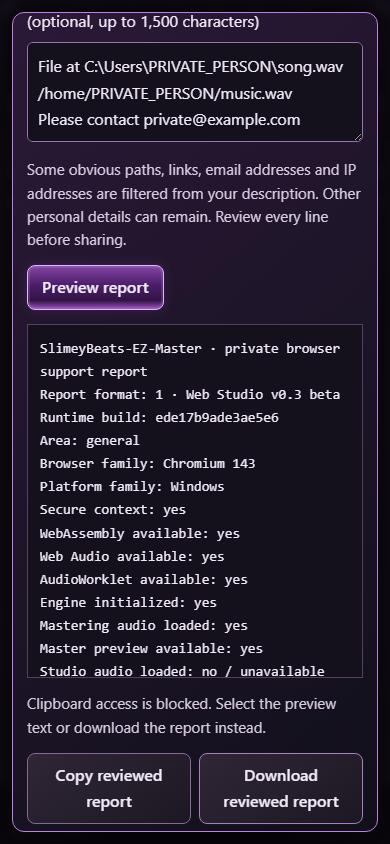 (optional, up to 1,500 characters)
File at C:\Users\PRIVATE_PERSON\song.wav
/home/PRIVATE_PERSON/music.wav
Please contact private@example.com
Some obvious paths, links, email addresses and IP
addresses are filtered from your description. Other
personal details can remain. Review every line
before sharing.
Preview report
SlimeyBeats-EZ-Master · private browser
support report
Report format: 1 · Web Studio v0.3 beta
Runtime build: ede17b9ade3ae5e6
Area: general
Browser family: Chromium 143
Platform family: Windows
Secure context: yes
WebAssembly available: yes
Web Audio available: yes
AudioWorklet available: yes
Engine initialized: yes
Mastering audio loaded: yes
Master preview available: yes
Studio audio loaded: no / unavailable
Clipboard access is blocked. Select the preview
text or download the report instead.
Copy reviewed
report
Download
reviewed report